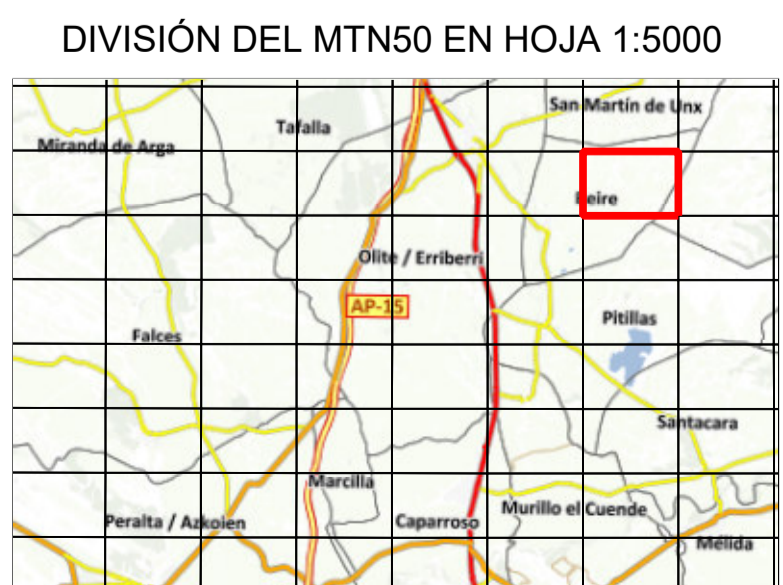 DIVISIÓN DEL MTN50 EN HOJA 1:5000
San Martín de Unx
Tafalla
Miranda de Arga
Beire
Olite / Erriberri
AP-15
Pitillas
Falces
Santacara
Marcilla
Murillo el Cuende
Peralta / Azkoien
Caparroso
Mélida